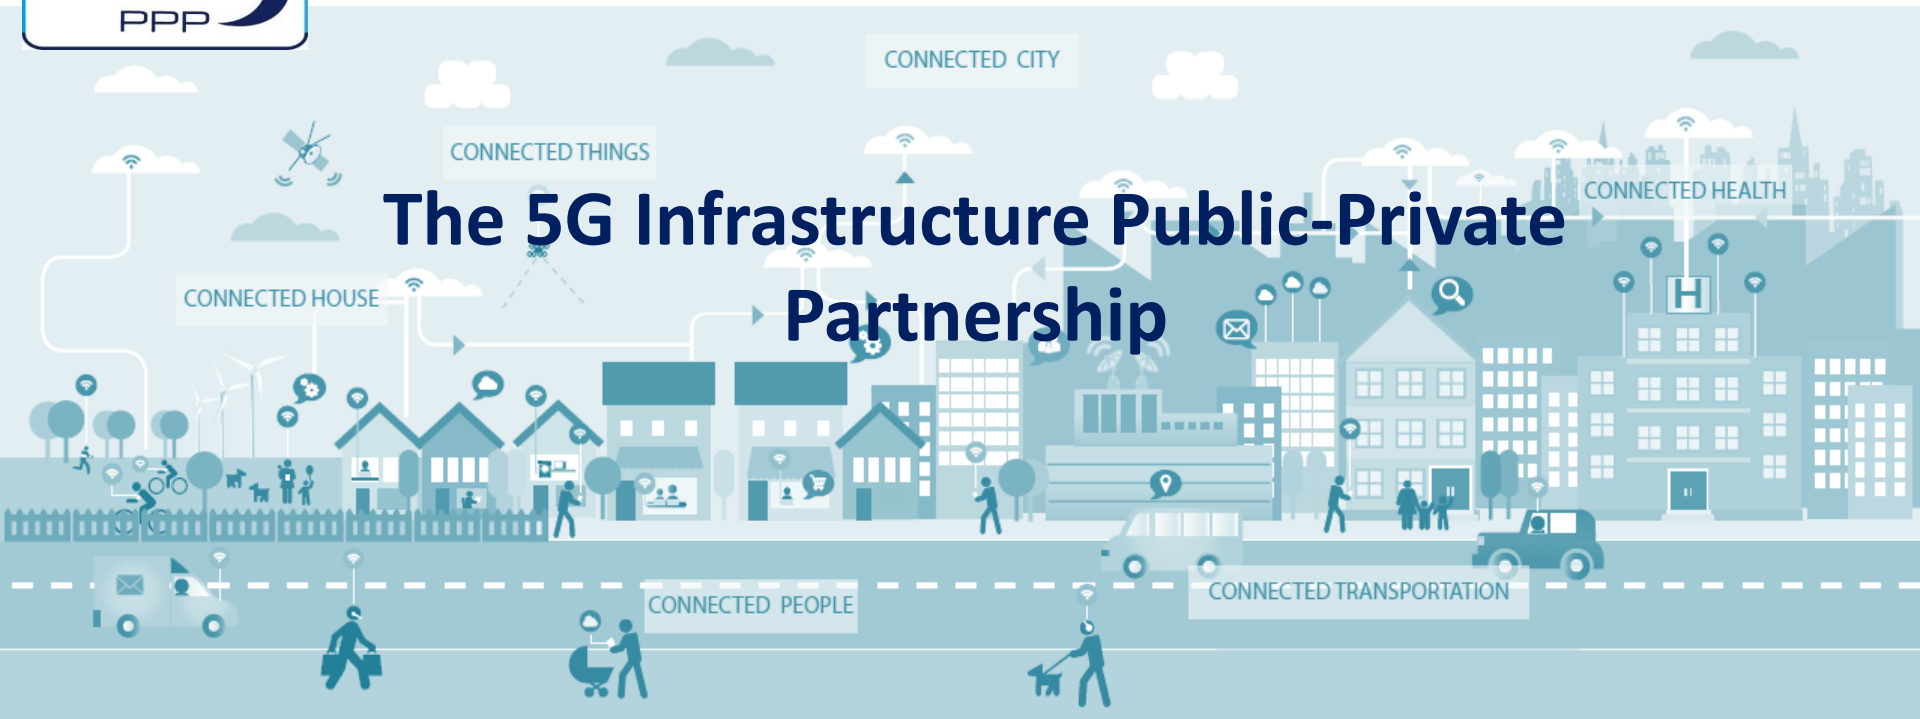 PPP
CONNECTED CITY
CONNECTED THINGS
CONNECTED HEALTH
The 5G Infrastructure Public-Private
Partnership
CONNECTED HOUSE
H
CONNECTED PEOPLE
CONNECTED TRANSPORTATION